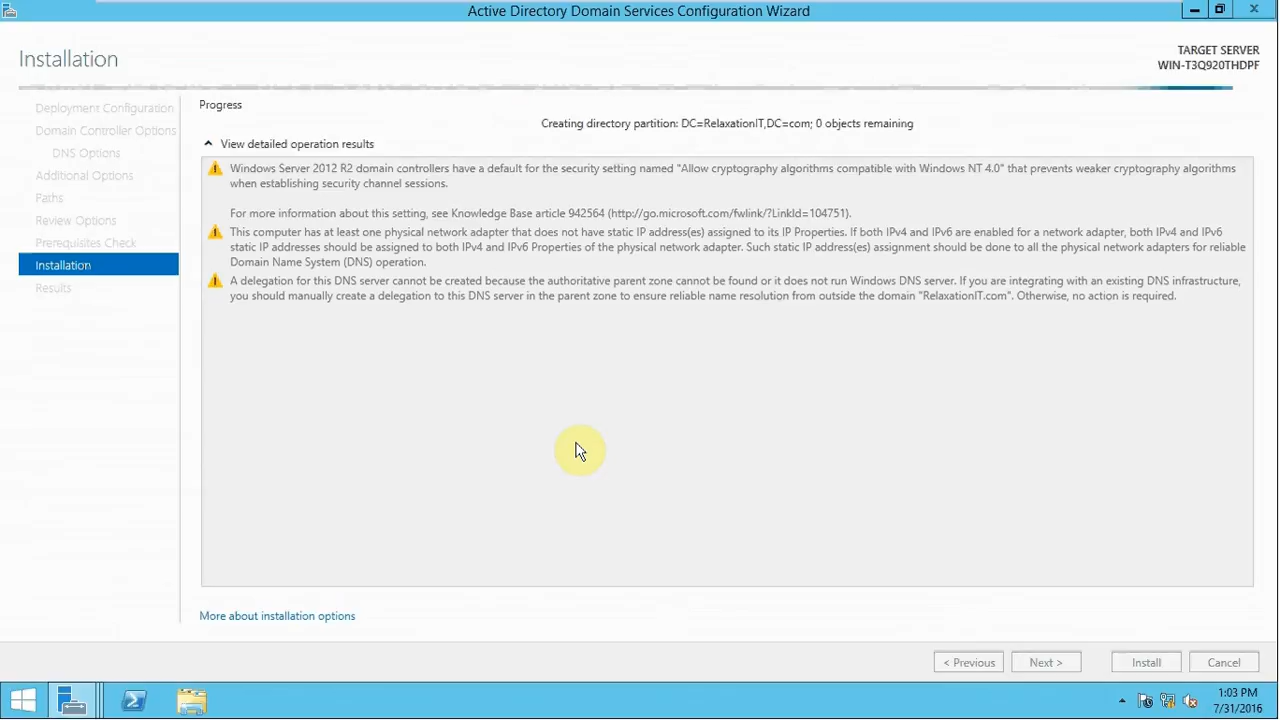 Active Directory Domain Services Configuration Wizard
Installation
TARGET SERVER
WIN-T3Q920THDPF
Deployment Configuration
Domain Controller Options
DNS Options
Additional Options
Paths
Review Options
Prerequisites Check
Installation
Results
Progress
Creating directory partition: DC=RelaxationIT,DC=com; 0 objects remaining
View detailed operation results
Windows Server 2012 R2 domain controllers have a default for the security setting named "Allow cryptography algorithms compatible with Windows NT 4.0" that prevents weaker cryptography algorithms
when establishing security channel sessions.
For more information about this setting, see Knowledge Base article 942564 (http://go.microsoft.com/fwlink/?LinkId=104751).
This computer has at least one physical network adapter that does not have static IP address(es) assigned to its IP Properties. If both IPv4 and IPv6 are enabled for a network adapter, both IPv4 and IPv6
static IP addresses should be assigned to both IPv4 and IPv6 Properties of the physical network adapter. Such static IP address(es) assignment should be done to all the physical network adapters for reliable
Domain Name System (DNS) operation.
A delegation for this DNS server cannot be created because the authoritative parent zone cannot be found or it does not run Windows DNS server. If you are integrating with an existing DNS infrastructure,
you should manually create a delegation to this DNS server in the parent zone to ensure reliable name resolution from outside the domain "RelaxationIT.com". Otherwise, no action is required.
More about installation options
< Previous
Next >
Install
Cancel
1:03 PM
7/31/2016